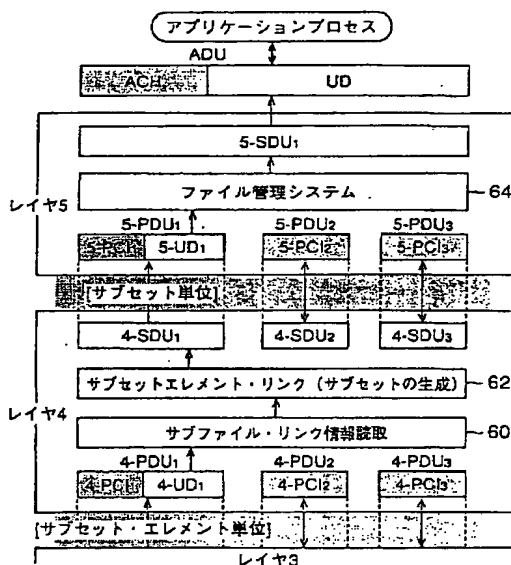 アプリケーションプロセス
ADU
ACH UD
5-SDU1
ファイル管理システム 64
レイヤ5
5-PDU1 5-PDU2 5-PDU3
5-PCI1 5-UD1 5-PCI2 5-PCI3
[サブセット単位]
4-SDU1 4-SDU2 4-SDU3
サブセットエレメント・リンク（サブセットの生成） 62
レイヤ4
サブファイル・リンク情報読取 60
4-PDU1 4-PDU2 4-PDU3
4-PCI1 4-UD1 4-PCI2 4-PCI3
[サブセット・エレメント単位]
レイヤ3